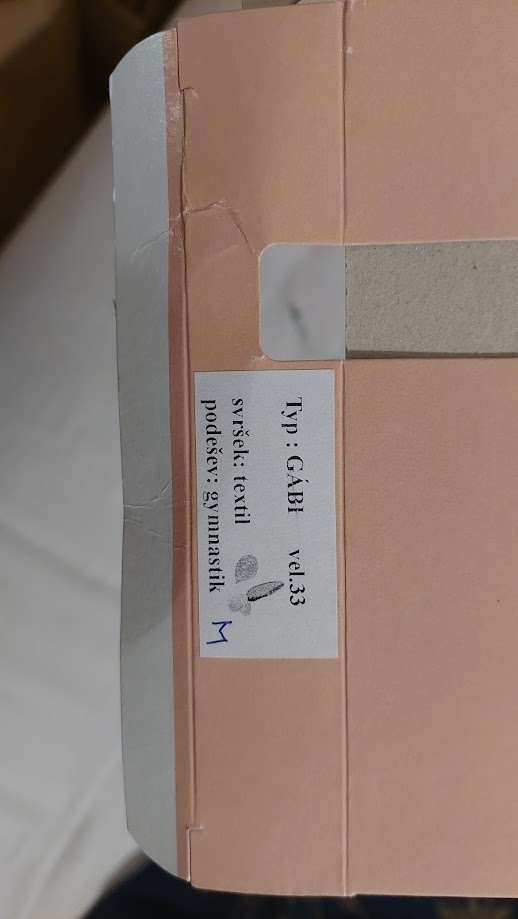 Typ : GÁBI vel.33
svršek: textil
podešev: gymnastik
M